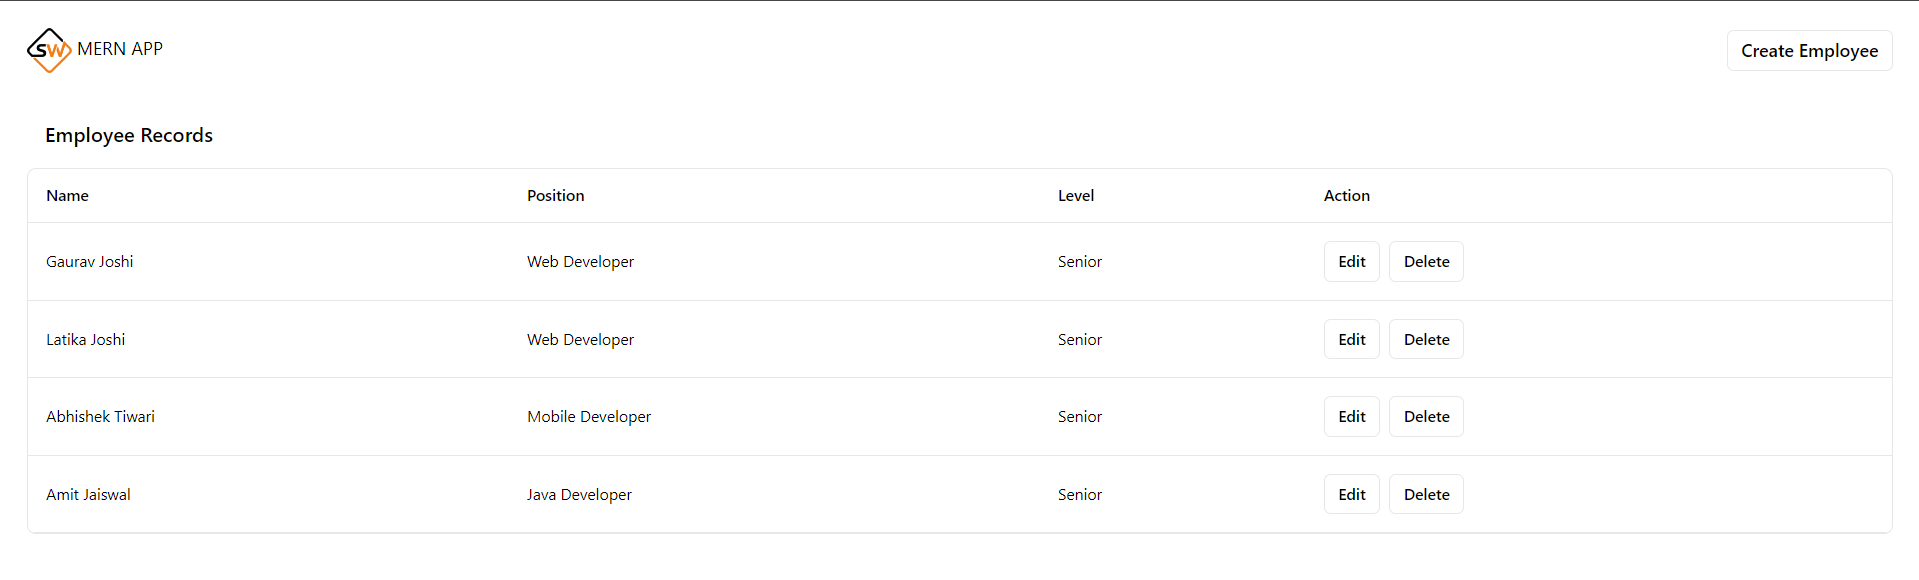 SW MERN APP Create Employee
Employee Records
Name Position Level Action
Gaurav Joshi Web Developer Senior Edit Delete
Latika Joshi Web Developer Senior Edit Delete
Abhishek Tiwari Mobile Developer Senior Edit Delete
Amit Jaiswal Java Developer Senior Edit Delete